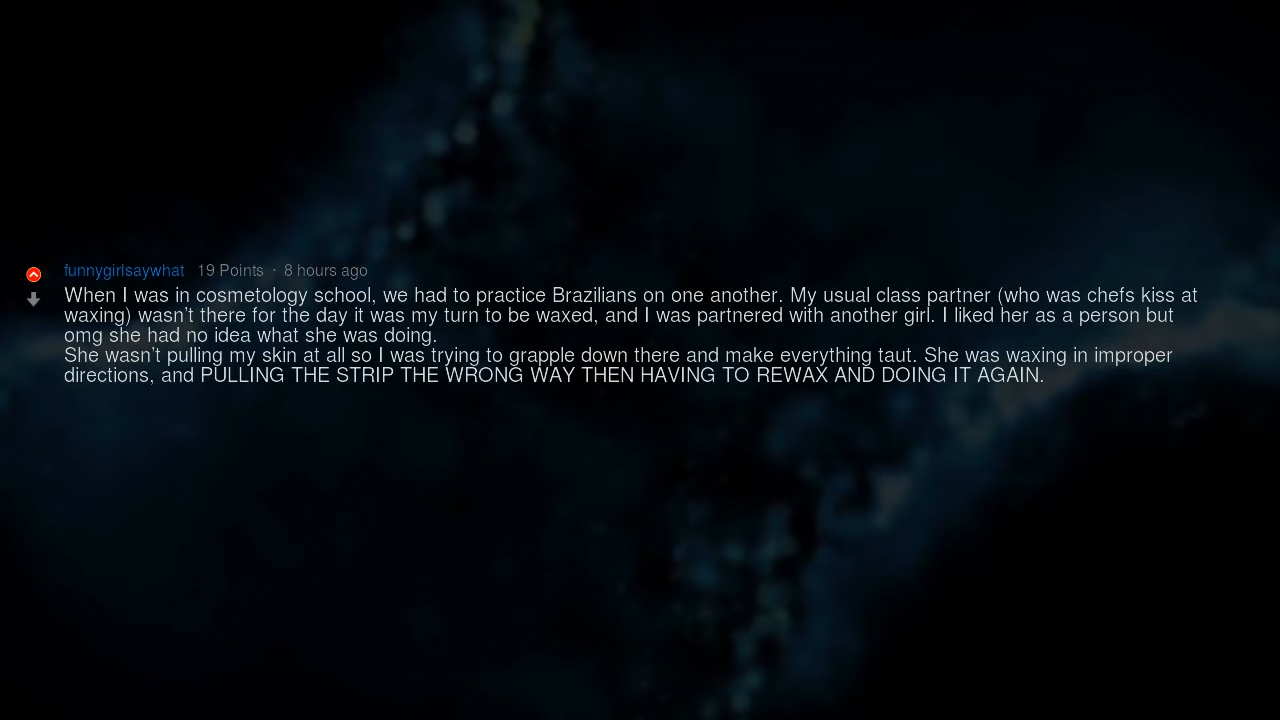 funnygirlsaywhat 19 Points · 8 hours ago
When I was in cosmetology school, we had to practice Brazilians on one another. My usual class partner (who was chefs kiss at
waxing) wasn't there for the day it was my turn to be waxed, and I was partnered with another girl. I liked her as a person but
omg she had no idea what she was doing.
She wasn't pulling my skin at all so I was trying to grapple down there and make everything taut. She was waxing in improper
directions, and PULLING THE STRIP THE WRONG WAY THEN HAVING TO REWAX AND DOING IT AGAIN.